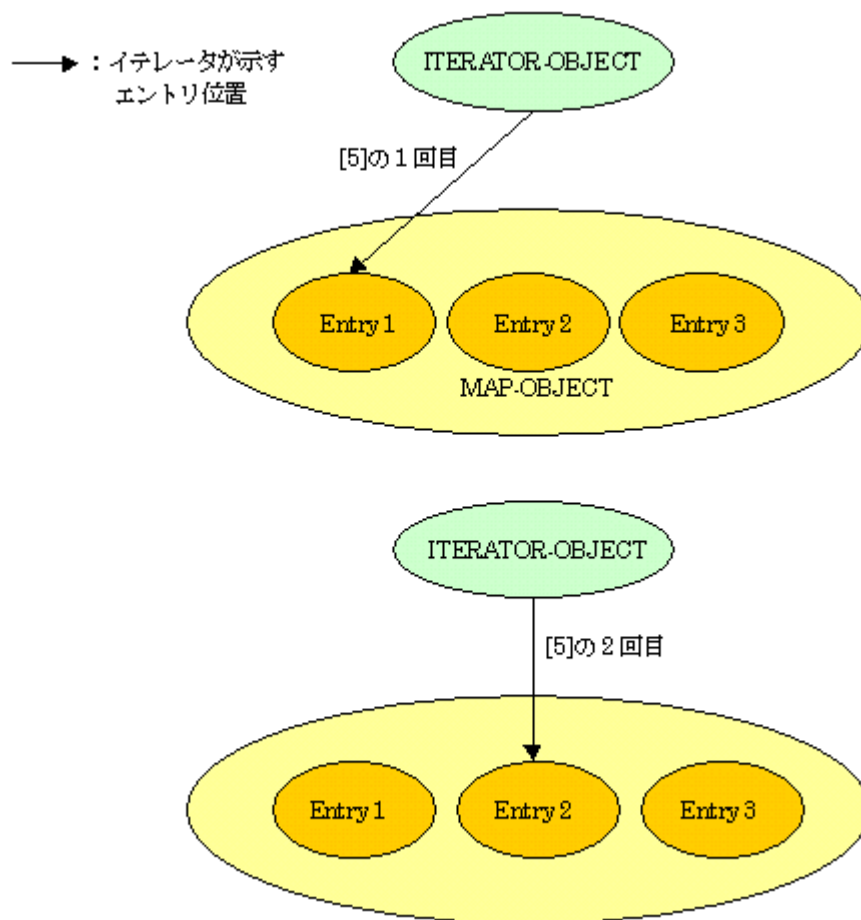 ：イテレータが示す
エントリ位置
ITERATOR-OBJECT
[5]の１回目
Entry 1
Entry 2
Entry 3
MAP-OBJECT
ITERATOR-OBJECT
[5]の２回目
Entry 1
Entry 2
Entry 3